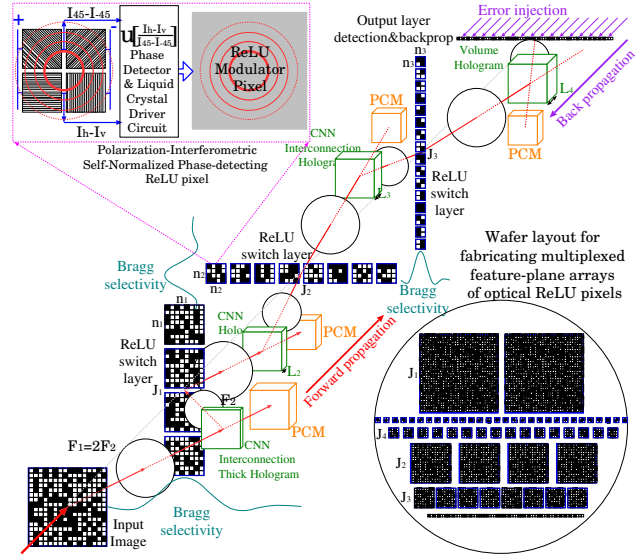 I45-I-45
+
-
u[Ih-Iv/I45-I-45]
Phase
Detector
& Liquid
Crystal
Driver
Circuit
Ih-Iv
ReLU
Modulator
Pixel
Polarization-Interferometric
Self-Normalized Phase-detecting
ReLU pixel
Output layer
detection&backprop
Error injection
Volume
Hologram
L4
Back propagation
PCM
PCM
n3
n3
CNN
Interconnection
Hologram
L3
J3
ReLU
switch
layer
ReLU
switch layer
n2
n2
J2
Bragg
selectivity
Bragg
selectivity
n1
n1
ReLU
switch
layer
J1
CNN
Holo
L2
PCM
PCM
Forward propagation
F2
F1=2F2
CNN
Interconnection
Thick Hologram
Input
Image
Bragg
selectivity
Wafer layout for
fabricating multiplexed
feature-plane arrays
of optical ReLU pixels
J1
J4
J2
J3